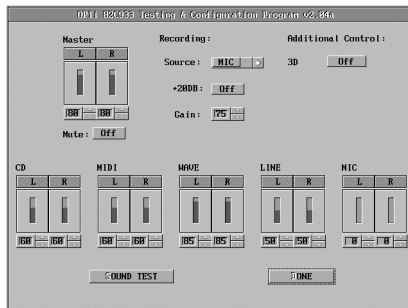 OPTi 82C933 Testing & Configuration Program v2.04a
Master
L R
80 80
Mute: Off
Recording:
Source: MIC
+20DB: Off
Gain: 75
Additional Control:
3D Off
CD
L R
60 60
MIDI
L R
60 60
WAVE
L R
85 85
LINE
L R
50 50
MIC
L R
0 0
SOUND TEST
DONE